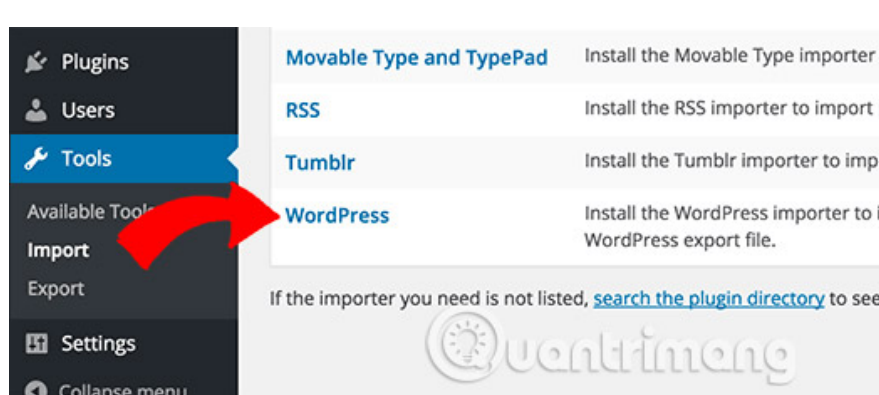 Plugins
Users
Tools
Available Tools
Import
Export
Settings
Collapse menu
Movable Type and TypePad
Install the Movable Type importer
RSS
Install the RSS importer to import
Tumblr
Install the Tumblr importer to imp
WordPress
Install the WordPress importer to i
WordPress export file.
If the importer you need is not listed, search the plugin directory to see
Quantrimang